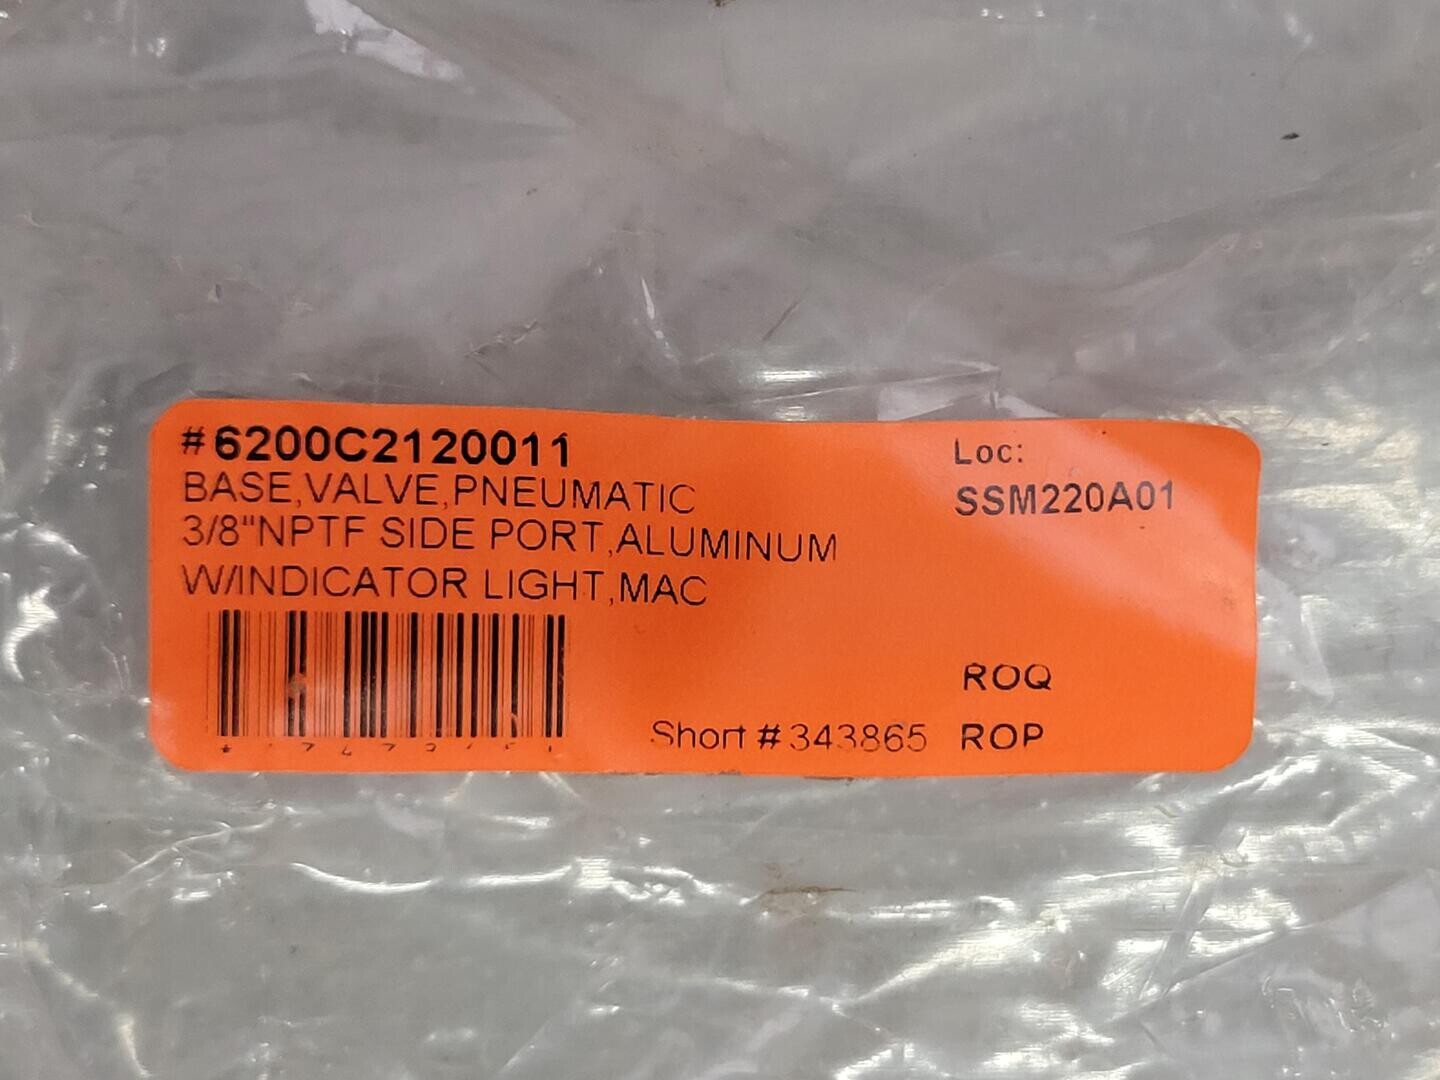 #6200C2120011
BASE,VALVE,PNEUMATIC
3/8"NPTF SIDE PORT,ALUMINUM
W/INDICATOR LIGHT,MAC
Loc:
SSM220A01
ROQ
Short # 343865 ROP